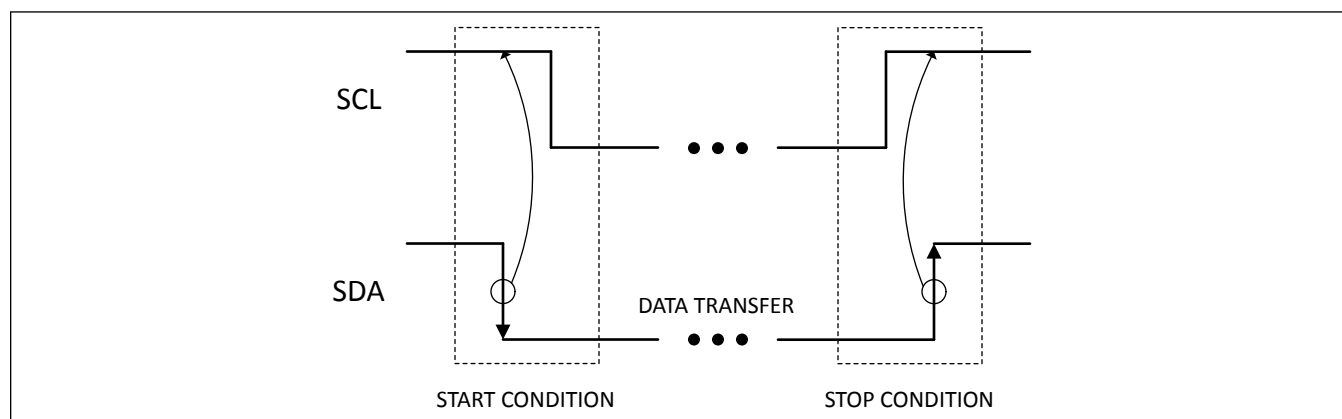 SCL
SDA
DATA TRANSFER
START CONDITION
STOP CONDITION